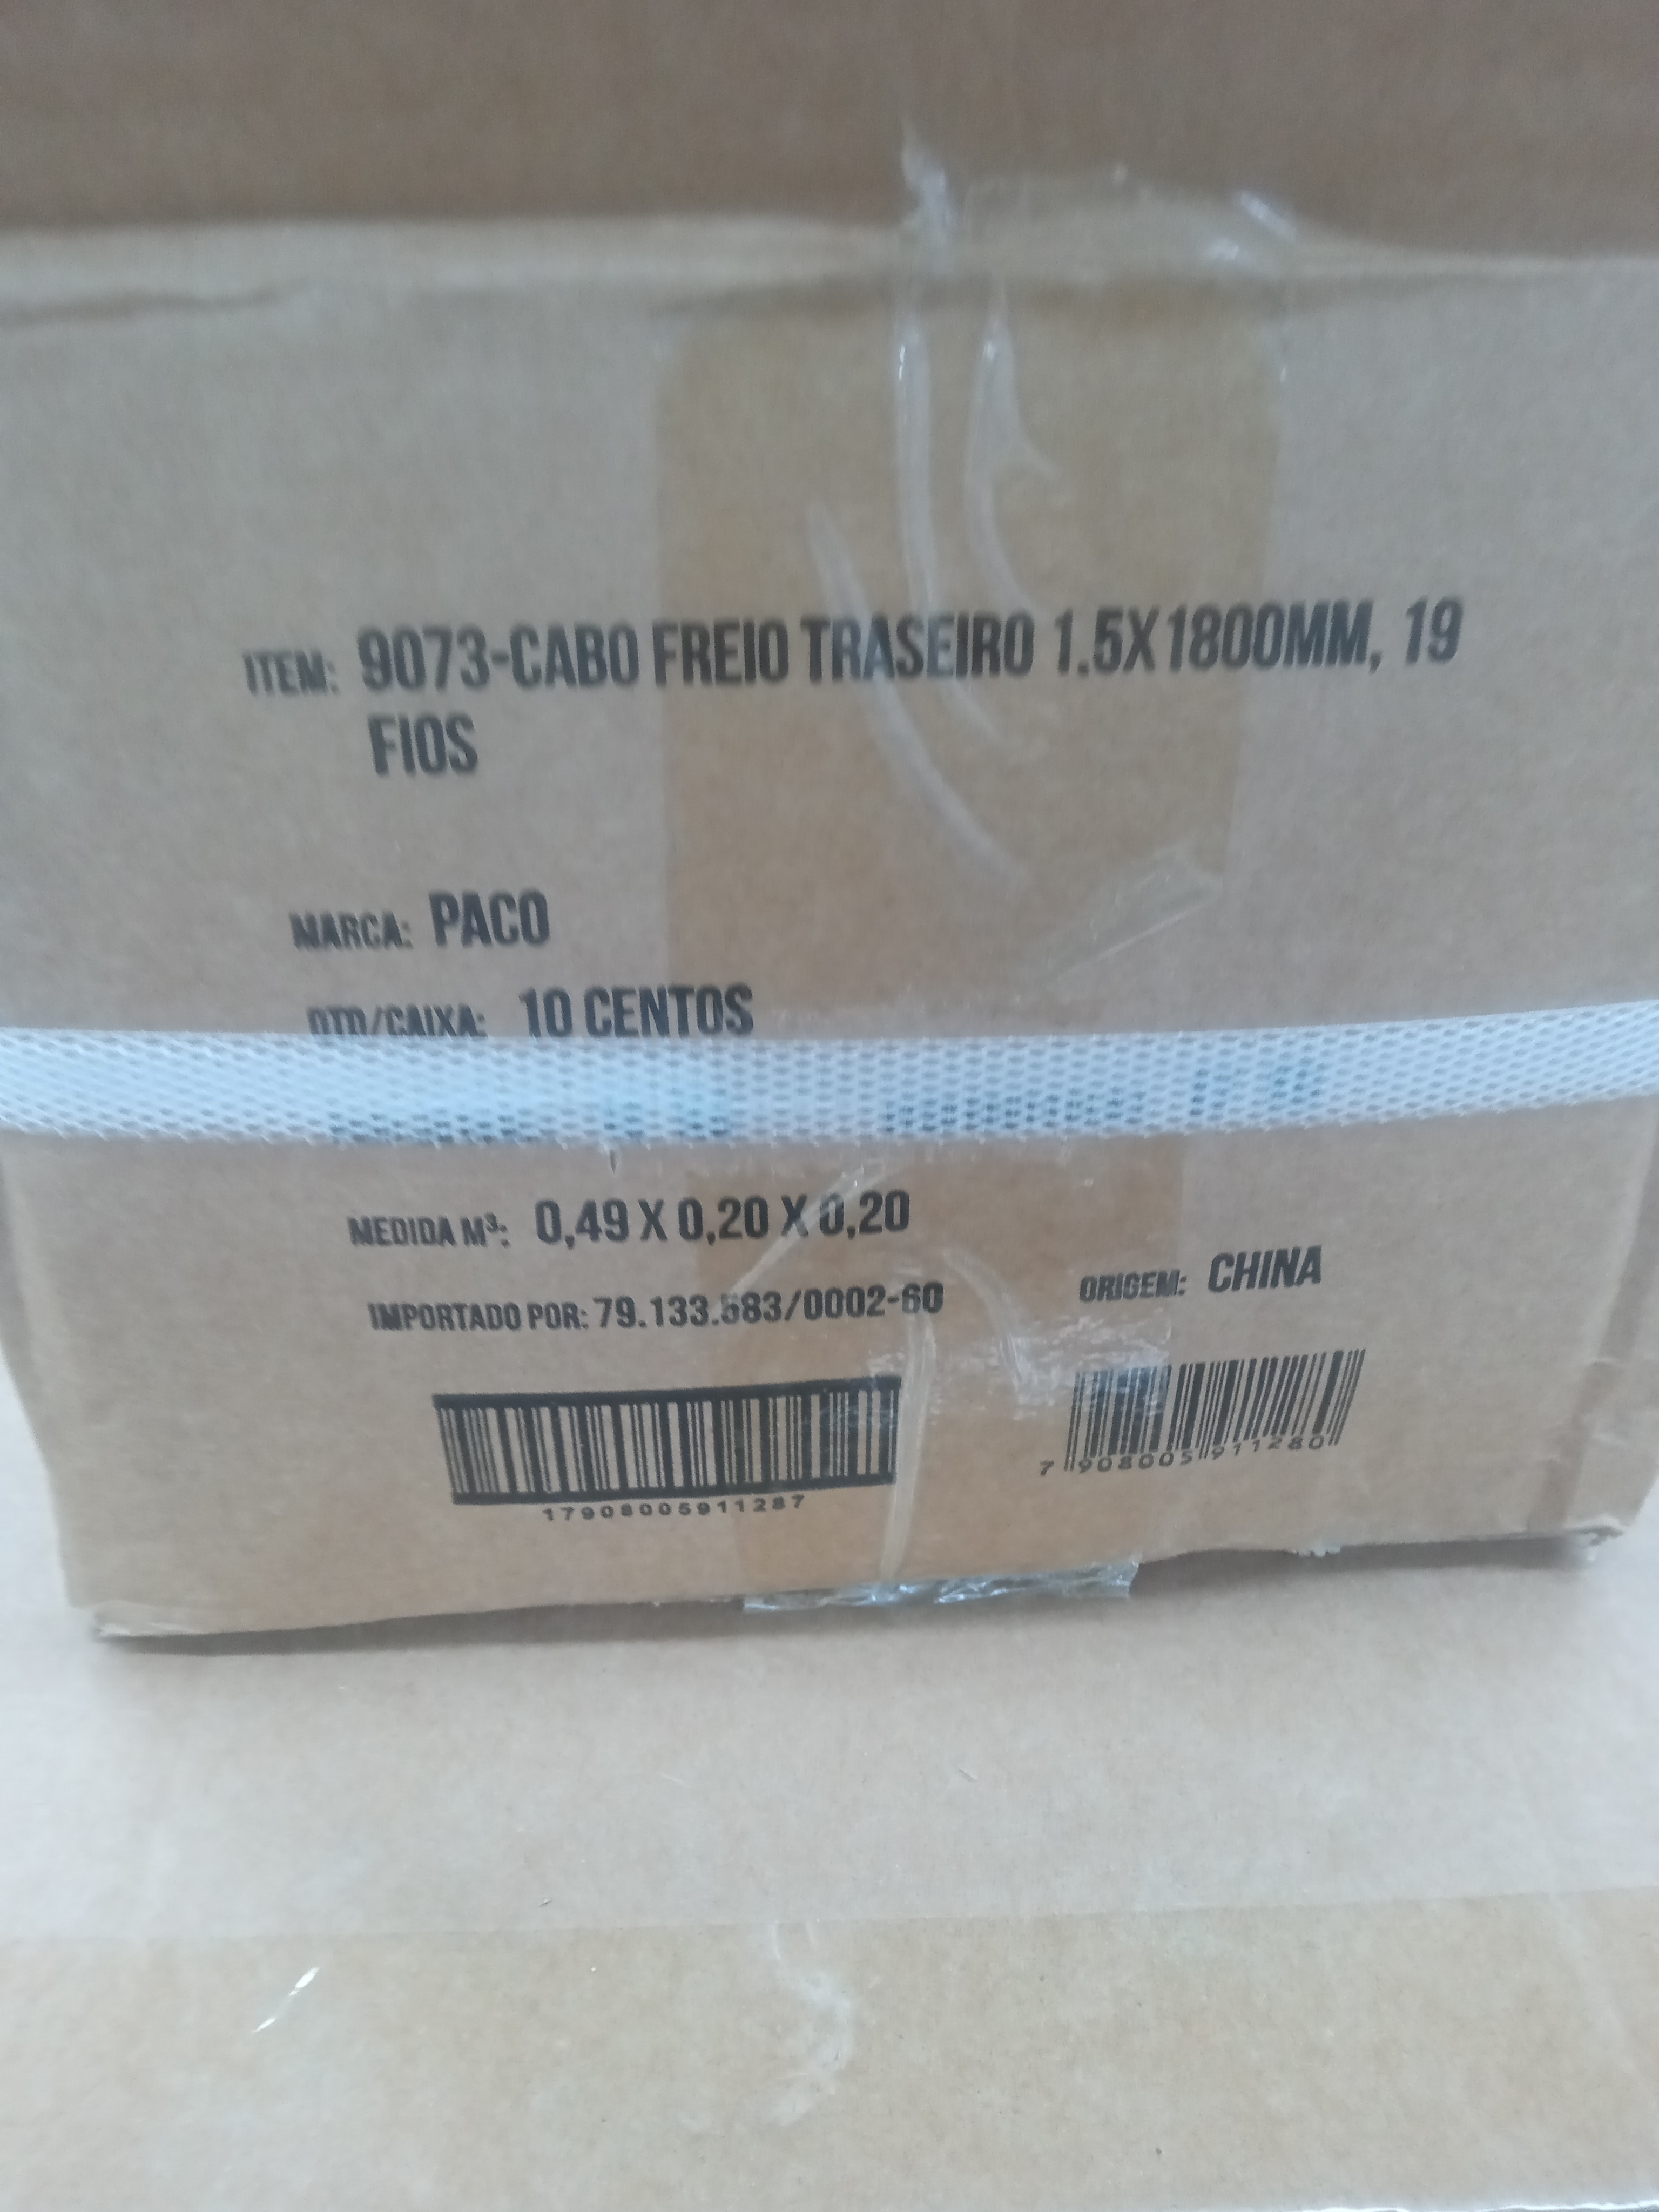 ITEM: 9073-CABO FREIO TRASEIRO 1.5X1800MM, 19
FIOS
MARCA: PACO
QTD/CAIXA: 10 CENTOS
MEDIDA M³: 0,49 X 0,20 X 0,20
IMPORTADO POR: 79.133.583/0002-60
ORIGEM: CHINA
17908005911287
7 908005 911280